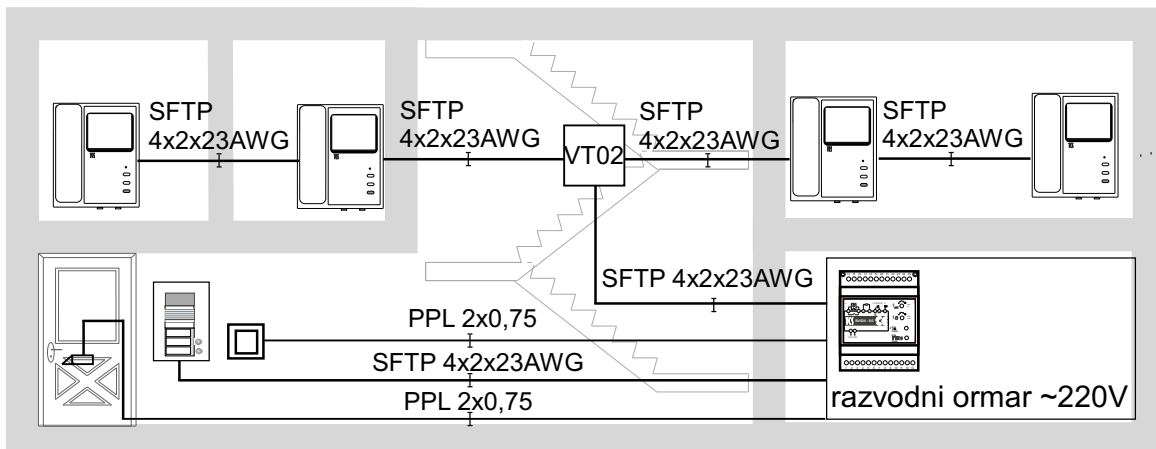 SFTP
4x2x23AWG
SFTP
4x2x23AWG
VT02
SFTP
4x2x23AWG
SFTP
4x2x23AWG
SFTP 4x2x23AWG
PPL 2x0,75
SFTP 4x2x23AWG
PPL 2x0,75
razvodni ormar ~220V